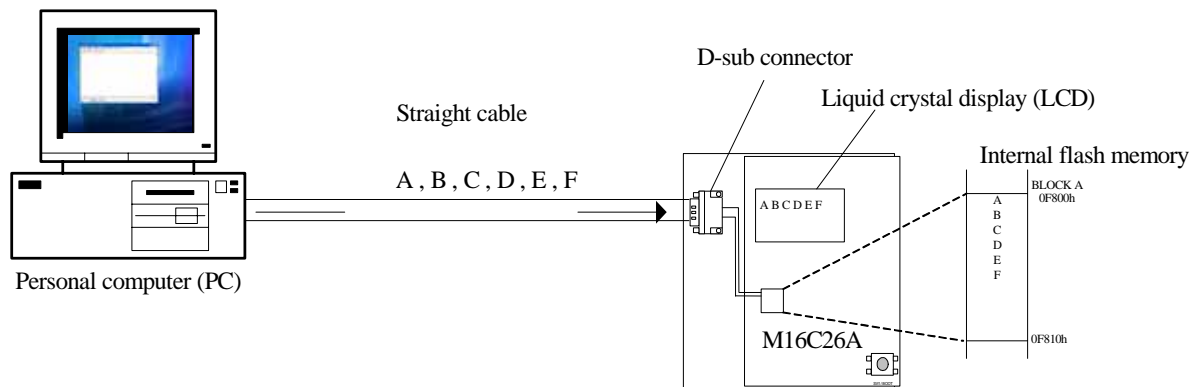 D-sub connector
Liquid crystal display (LCD)
Straight cable
Internal flash memory
A , B , C , D , E , F
BLOCK A
0F800h
A B C D E F
A
B
C
D
E
F
Personal computer (PC)
M16C26A
0F810h